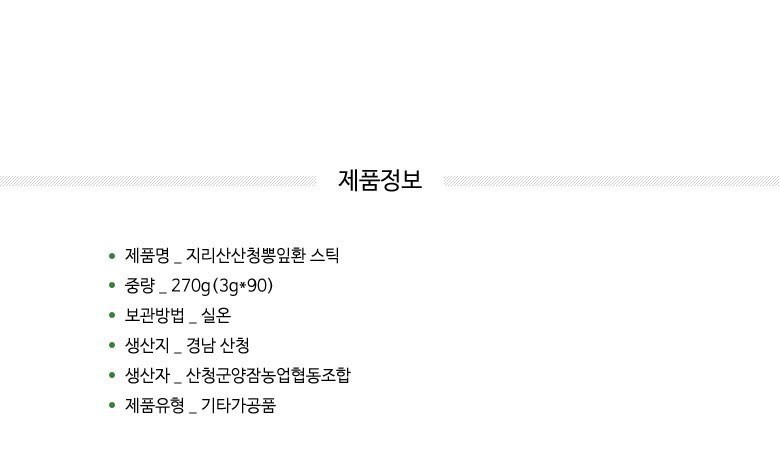 제품정보
제품명 _ 지리산산청뽕잎환 스틱
중량 _ 270g(3g*90)
보관방법 _ 실온
생산지 _ 경남 산청
생산자 _ 산청군양잠농업협동조합
제품유형 _ 기타가공품